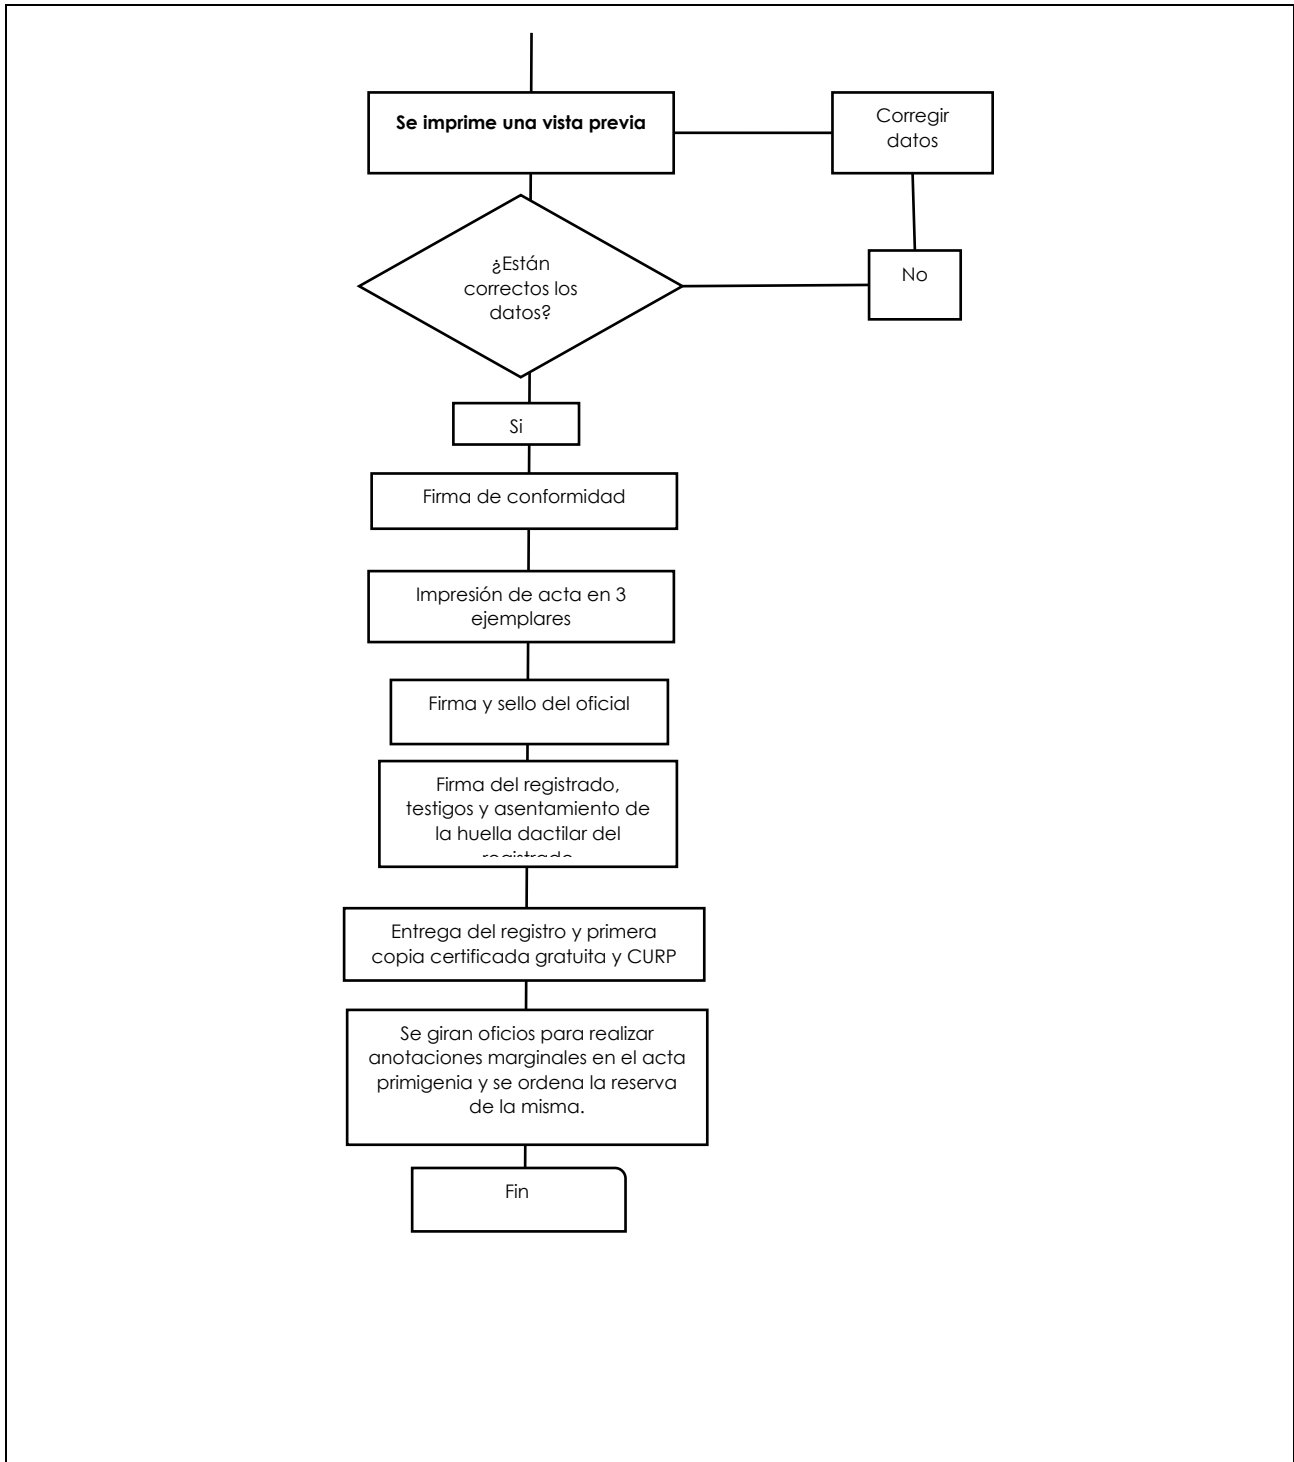 Se imprime una vista previa
Corregir
datos
¿Están
correctos los
datos?
No
Si
Firma de conformidad
Impresión de acta en 3
ejemplares
Firma y sello del oficial
Firma del registrado,
testigos y asentamiento de
la huella dactilar del
registrado
Entrega del registro y primera
copia certificada gratuita y CURP
Se giran oficios para realizar
anotaciones marginales en el acta
primigenia y se ordena la reserva
de la misma.
Fin